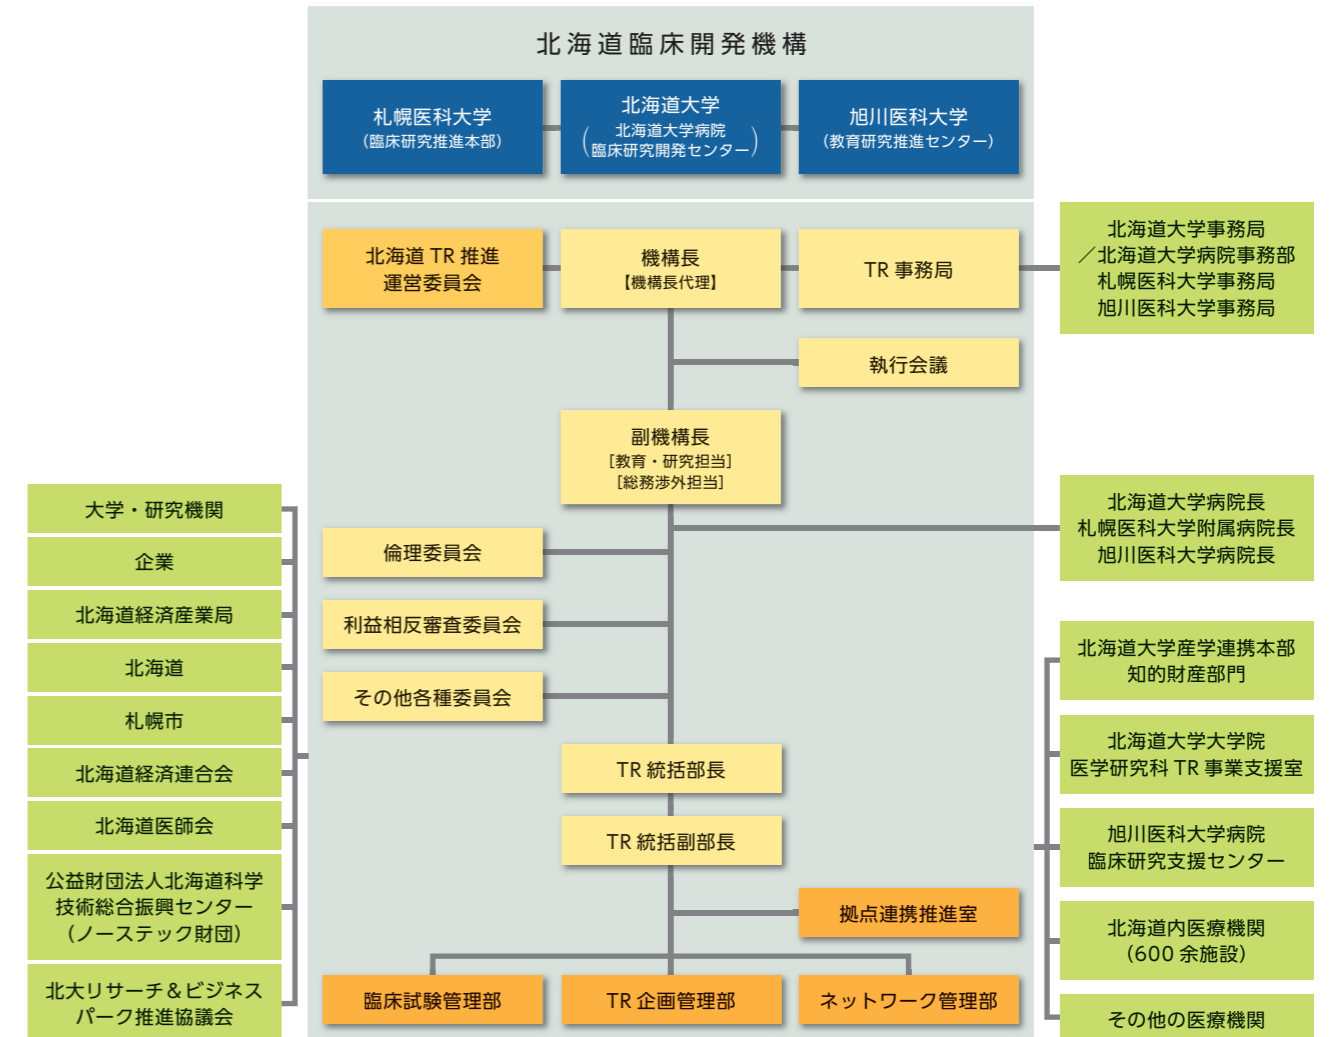 北海道臨床開発機構
札幌医科大学
（臨床研究推進本部）
北海道大学
（北海道大学病院
臨床研究開発センター）
旭川医科大学
（教育研究推進センター）
北海道 TR 推進
運営委員会
機構長
【機構長代理】
TR 事務局
北海道大学事務局
／北海道大学病院事務部
札幌医科大学事務局
旭川医科大学事務局
執行会議
副機構長
［教育・研究担当］
［総務渉外担当］
北海道大学病院長
札幌医科大学附属病院長
旭川医科大学病院長
倫理委員会
利益相反審査委員会
その他各種委員会
TR 統括部長
TR 統括副部長
拠点連携推進室
臨床試験管理部
TR 企画管理部
ネットワーク管理部
大学・研究機関
企業
北海道経済産業局
北海道
札幌市
北海道経済連合会
北海道医師会
公益財団法人北海道科学
技術総合振興センター
（ノーステック財団）
北大リサーチ＆ビジネス
パーク推進協議会
北海道大学産学連携本部
知的財産部門
北海道大学大学院
医学研究科 TR 事業支援室
旭川医科大学病院
臨床研究支援センター
北海道内医療機関
（600 余施設）
その他の医療機関